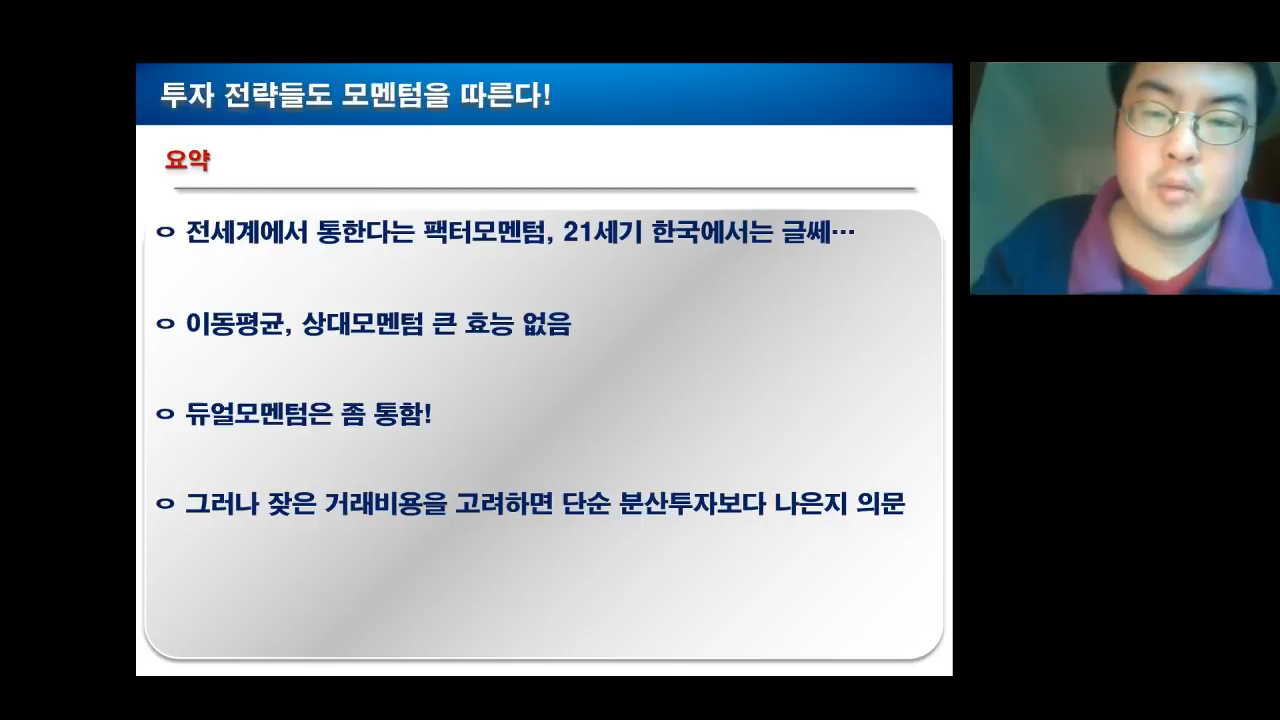 투자 전략들도 모멘텀을 따른다!
요약
전세계에서 통한다는 팩터모멘텀, 21세기 한국에서는 글쎄…
이동평균, 상대모멘텀 큰 효능 없음
듀얼모멘텀은 좀 통함!
그러나 잦은 거래비용을 고려하면 단순 분산투자보다 나은지 의문